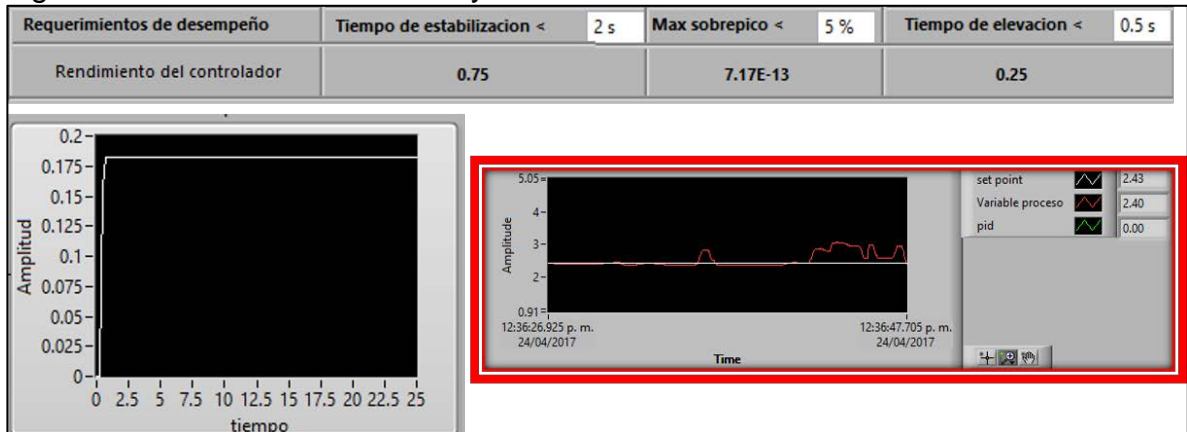 Requerimientos de desempeño Tiempo de estabilizacion < 2 s Max sobrepico < 5 % Tiempo de elevacion < 0.5 s
Rendimiento del controlador 0.75 7.17E-13 0.25
0.2
0.175
0.15
0.125
0.1
0.075
0.05
0.025
0
Amplitud
0 2.5 5 7.5 10 12.5 15 17.5 20 22.5 25
tiempo
5.05
4
3
2
0.91
Amplitude
12:36:26.925 p. m. 12:36:47.705 p. m.
24/04/2017 24/04/2017
Time
set point 2.43
Variable proceso 2.40
pid 0.00